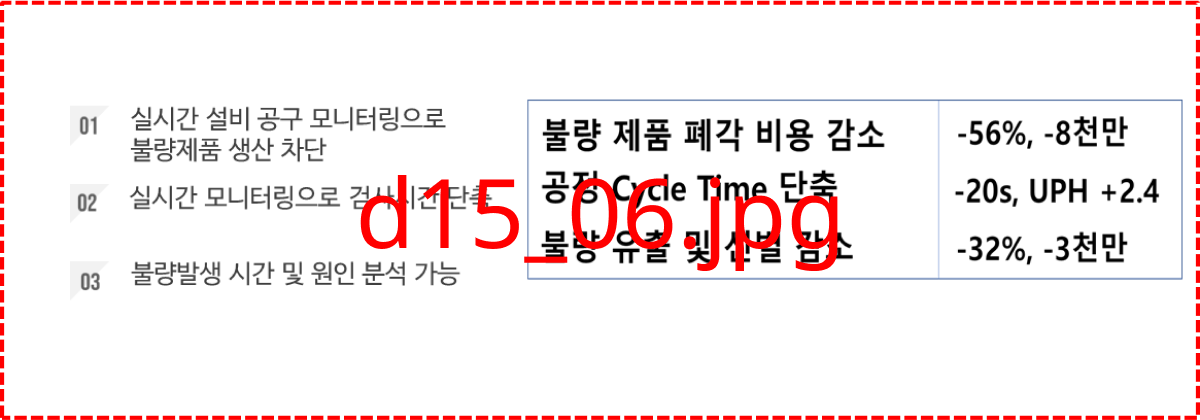 01
실시간 설비 공구 모니터링으로
불량제품 생산 차단
02
실시간 모니터링으로 검사시간 단축
03
불량발생 시간 및 원인 분석 가능
불량 제품 폐각 비용 감소
-56%, -8천만
공정 Cycle Time 단축
-20s, UPH +2.4
불량 유출 및 선별 감소
-32%, -3천만
d15_06.jpg